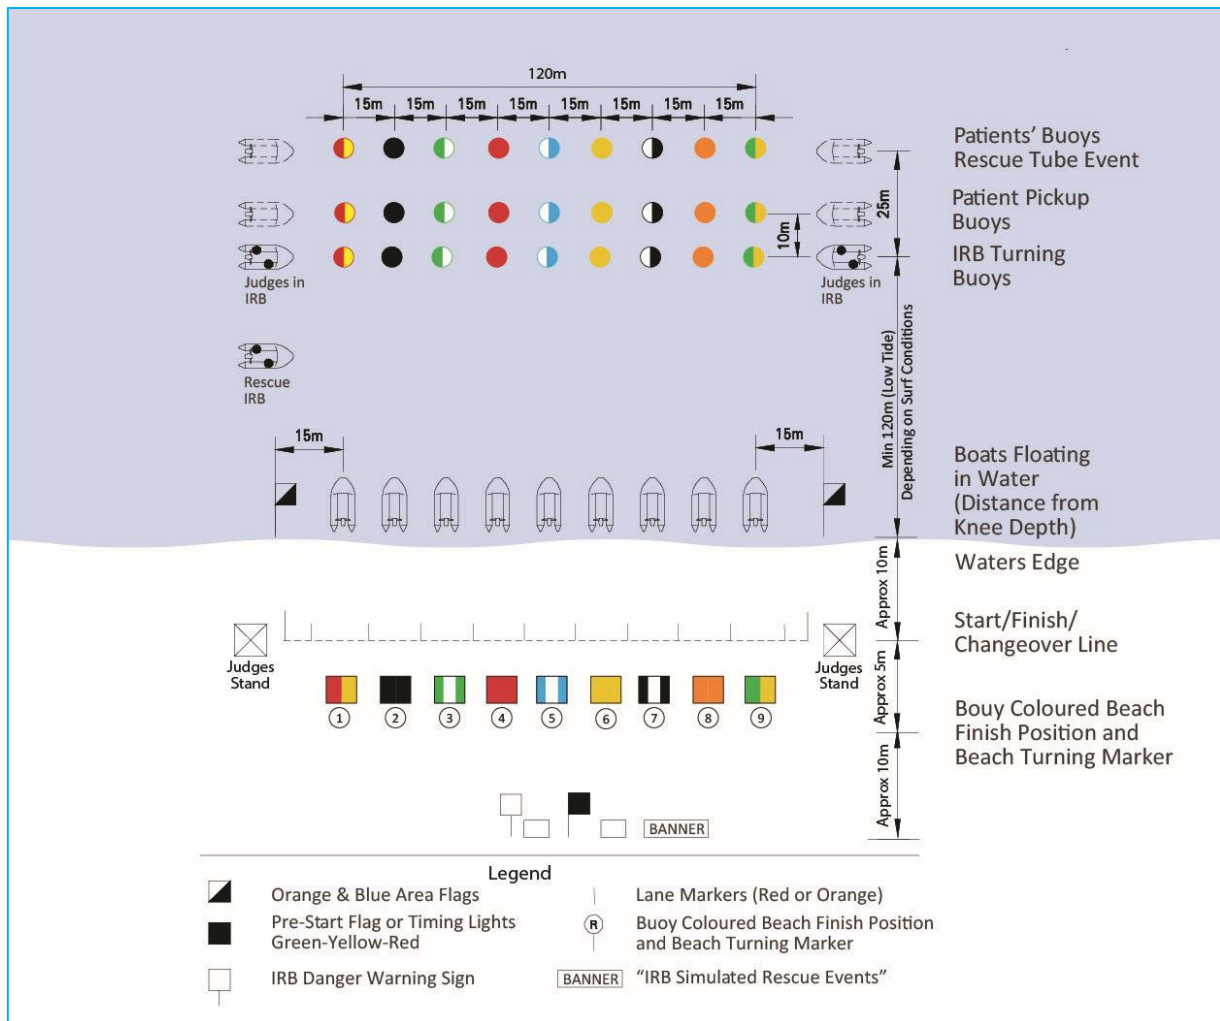 120m
15m 15m 15m 15m 15m 15m 15m 15m
Patients' Buoys
Rescue Tube Event
Patient Pickup
Buoys
IRB Turning
Buoys
25m
10m
Judges in
IRB
Judges in
IRB
Rescue
IRB
Min 120m (Low Tide)
Depending on Surf Conditions
15m
15m
Boats Floating
in Water
(Distance from
Knee Depth)
Waters Edge
Approx 10m
Start/Finish/
Changeover Line
Judges
Stand
Judges
Stand
Approx 5m
1 2 3 4 5 6 7 8 9
Bouy Coloured Beach
Finish Position and
Beach Turning Marker
Approx 10m
BANNER
Legend
Orange & Blue Area Flags
Pre-Start Flag or Timing Lights
Green-Yellow-Red
IRB Danger Warning Sign
Lane Markers (Red or Orange)
R Buoy Coloured Beach Finish Position
and Beach Turning Marker
BANNER "IRB Simulated Rescue Events"